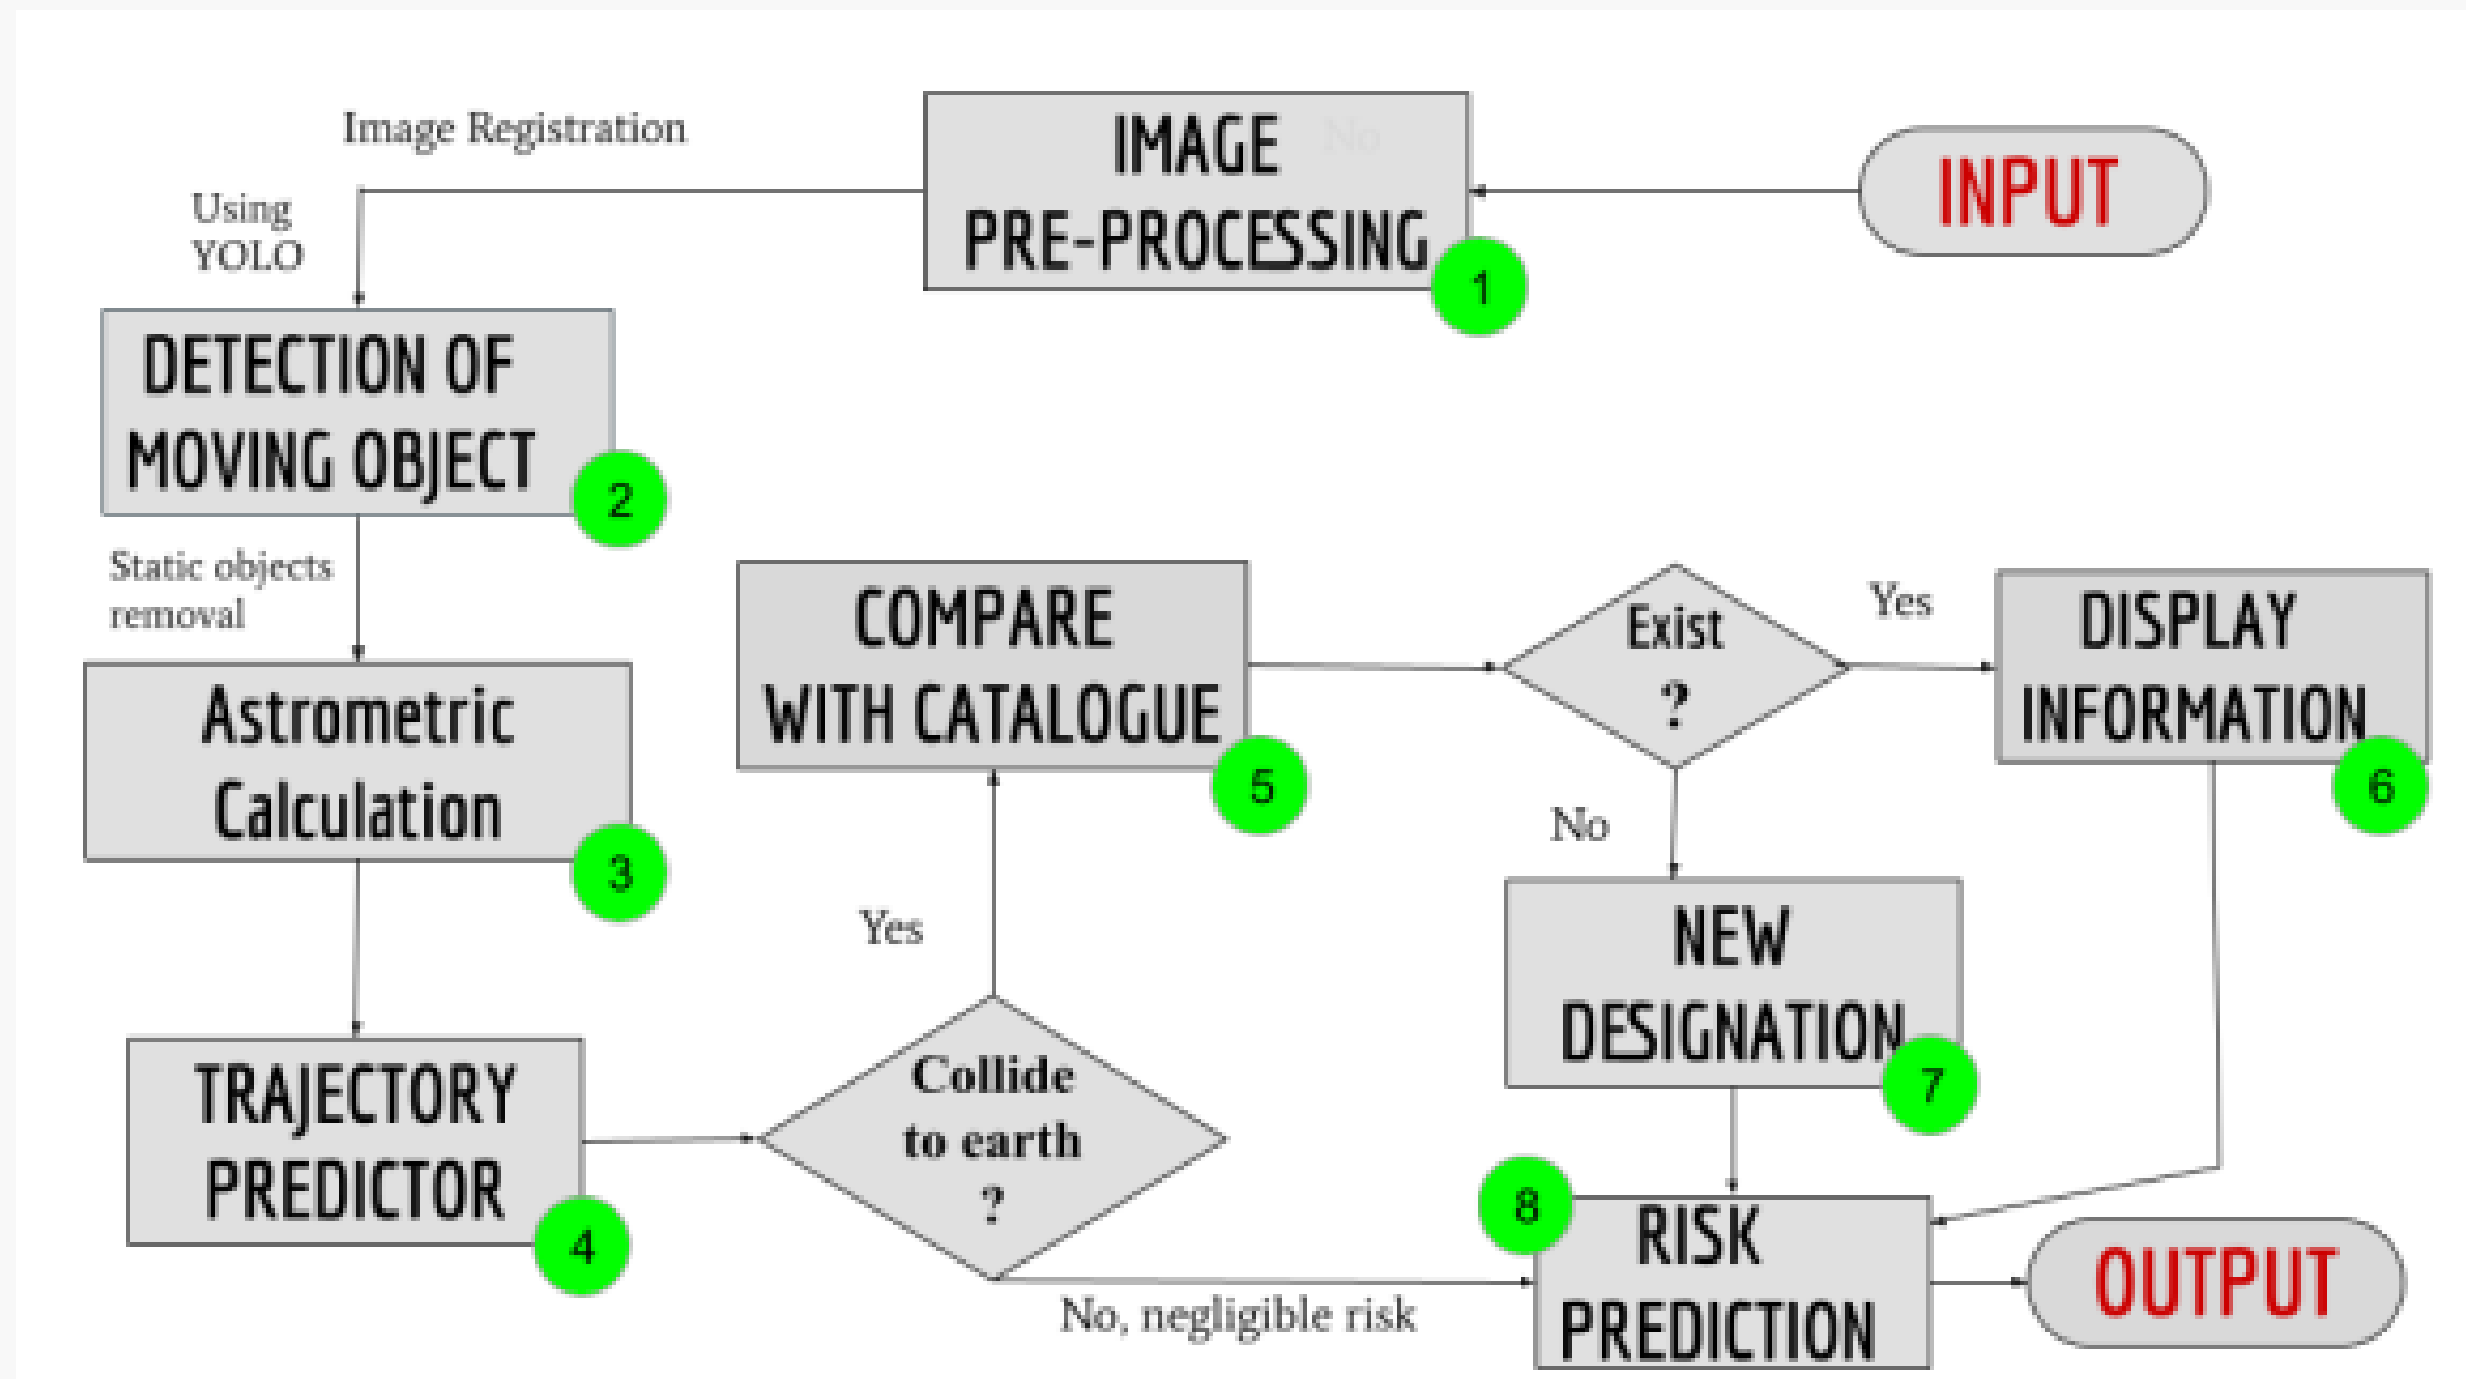 INPUT
IMAGE
PRE-PROCESSING
No
1
Image Registration
Using
YOLO
DETECTION OF
MOVING OBJECT
2
Static objects
removal
Astrometric
Calculation
3
TRAJECTORY
PREDICTOR
4
Collide
to earth
?
Yes
No, negligible risk
COMPARE
WITH CATALOGUE
5
Exist
?
Yes
No
DISPLAY
INFORMATION
6
NEW
DESIGNATION
7
8
RISK
PREDICTION
OUTPUT